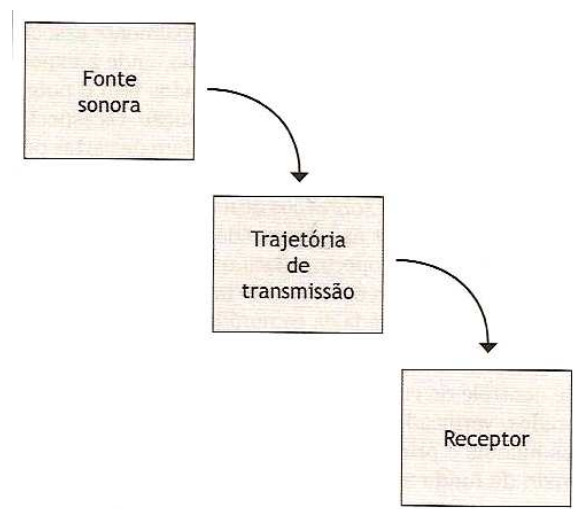 Fonte
sonora
Trajetória
de
transmissão
Receptor